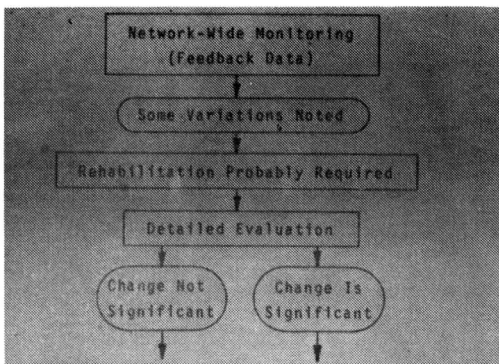 Network-Wide Monitoring
(Feedback Data)
Some Variations Noted
Rehabilitation Probably Required
Detailed Evaluation
Change Not
Significant
Change Is
Significant